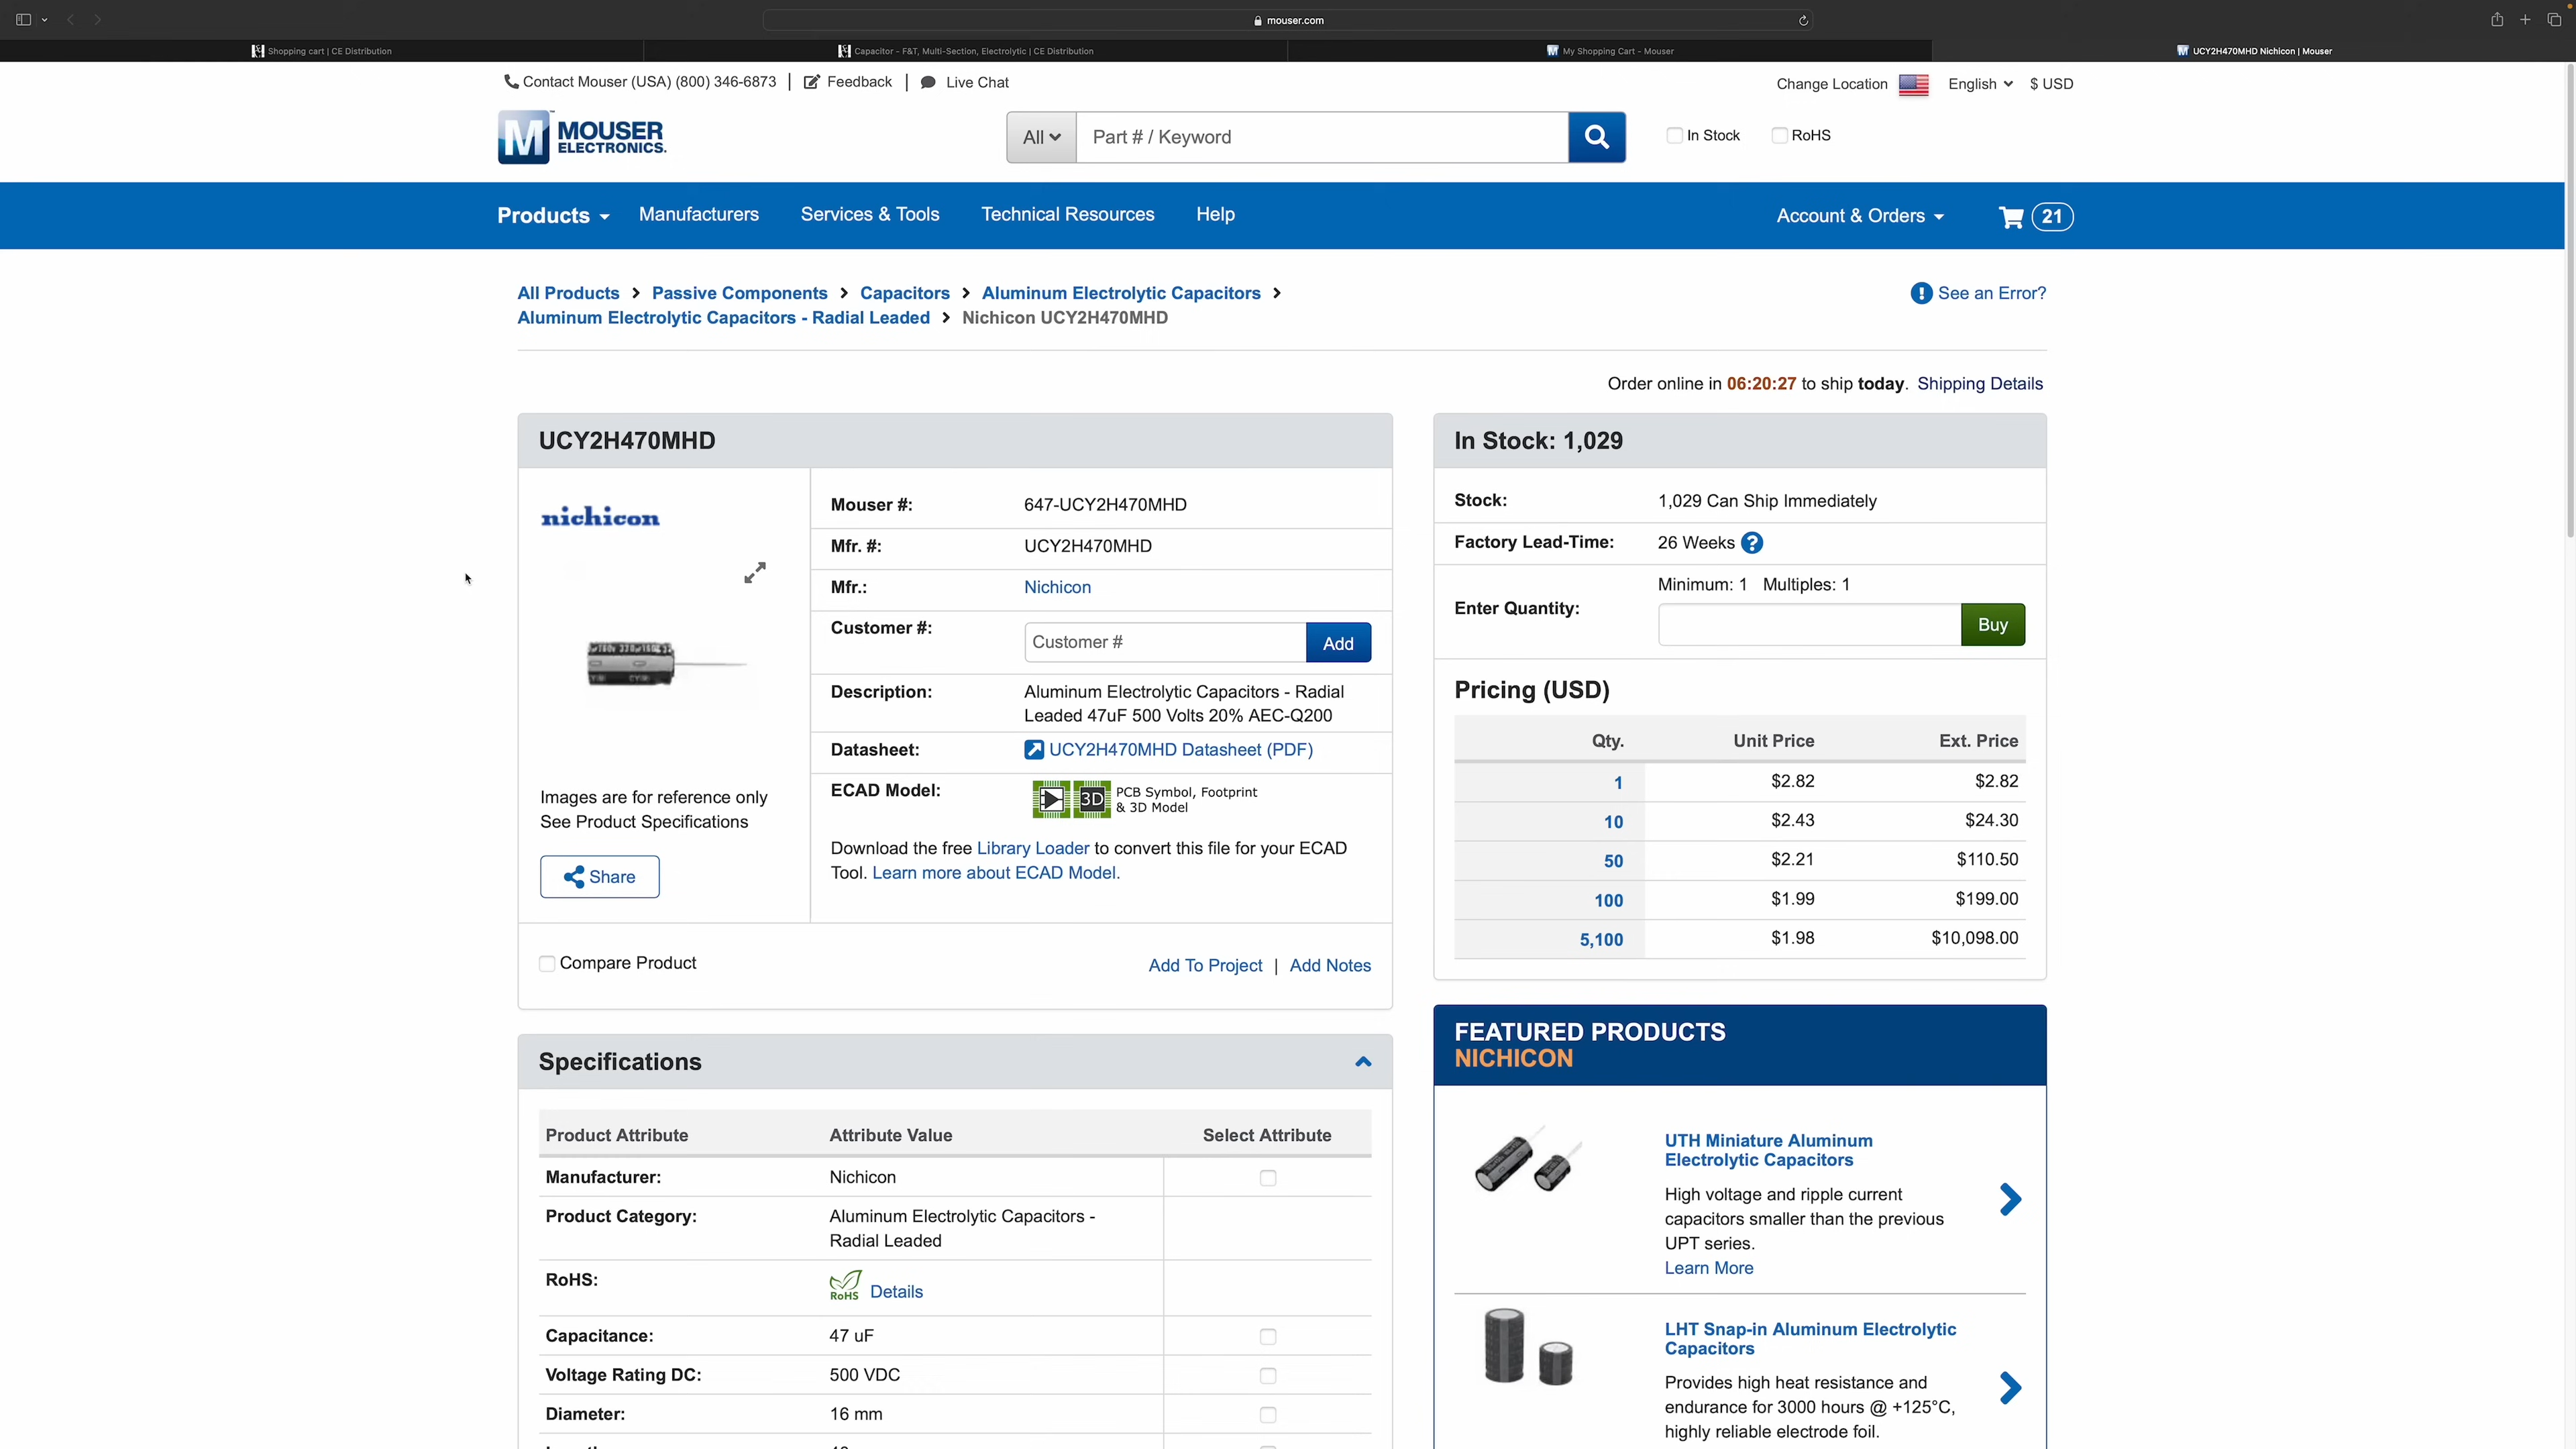 mouser.com
Shopping cart | CE Distribution
Capacitor - F&T, Multi-Section, Electrolytic | CE Distribution
My Shopping Cart - Mouser
UCY2H470MHD Nichicon | Mouser
Contact Mouser (USA) (800) 346-6873 | Feedback | Live Chat
Change Location English $ USD
M MOUSER ELECTRONICS.
All Part # / Keyword
In Stock RoHS
Products Manufacturers Services & Tools Technical Resources Help
Account & Orders 21
All Products > Passive Components > Capacitors > Aluminum Electrolytic Capacitors >
Aluminum Electrolytic Capacitors - Radial Leaded > Nichicon UCY2H470MHD
See an Error?
Order online in 06:20:27 to ship today. Shipping Details
UCY2H470MHD
nichicon
Images are for reference only
See Product Specifications
Share
Mouser #: 647-UCY2H470MHD
Mfr. #: UCY2H470MHD
Mfr.: Nichicon
Customer #: Customer # Add
Description: Aluminum Electrolytic Capacitors - Radial
Leaded 47uF 500 Volts 20% AEC-Q200
Datasheet: UCY2H470MHD Datasheet (PDF)
ECAD Model: 3D PCB Symbol, Footprint
& 3D Model
Download the free Library Loader to convert this file for your ECAD
Tool. Learn more about ECAD Model.
Compare Product
Add To Project | Add Notes
In Stock: 1,029
Stock: 1,029 Can Ship Immediately
Factory Lead-Time: 26 Weeks ?
Minimum: 1 Multiples: 1
Enter Quantity: Buy
Pricing (USD)
Qty. Unit Price Ext. Price
1 $2.82 $2.82
10 $2.43 $24.30
50 $2.21 $110.50
100 $1.99 $199.00
5,100 $1.98 $10,098.00
Specifications
Product Attribute Attribute Value Select Attribute
Manufacturer: Nichicon
Product Category: Aluminum Electrolytic Capacitors -
Radial Leaded
RoHS: RoHS Details
Capacitance: 47 uF
Voltage Rating DC: 500 VDC
Diameter: 16 mm
FEATURED PRODUCTS
NICHICON
UTH Miniature Aluminum
Electrolytic Capacitors
High voltage and ripple current
capacitors smaller than the previous
UPT series.
Learn More
LHT Snap-in Aluminum Electrolytic
Capacitors
Provides high heat resistance and
endurance for 3000 hours @ +125°C,
highly reliable electrode foil.